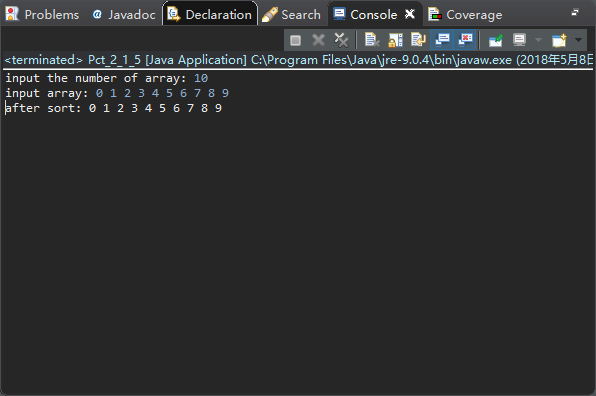 Problems @ Javadoc Declaration Search Console Coverage
<terminated> Pct_2_1_5 [Java Application] C:\Program Files\Java\jre-9.0.4\bin\javaw.exe (2018年5月8日
input the number of array: 10
input array: 0 1 2 3 4 5 6 7 8 9
after sort: 0 1 2 3 4 5 6 7 8 9